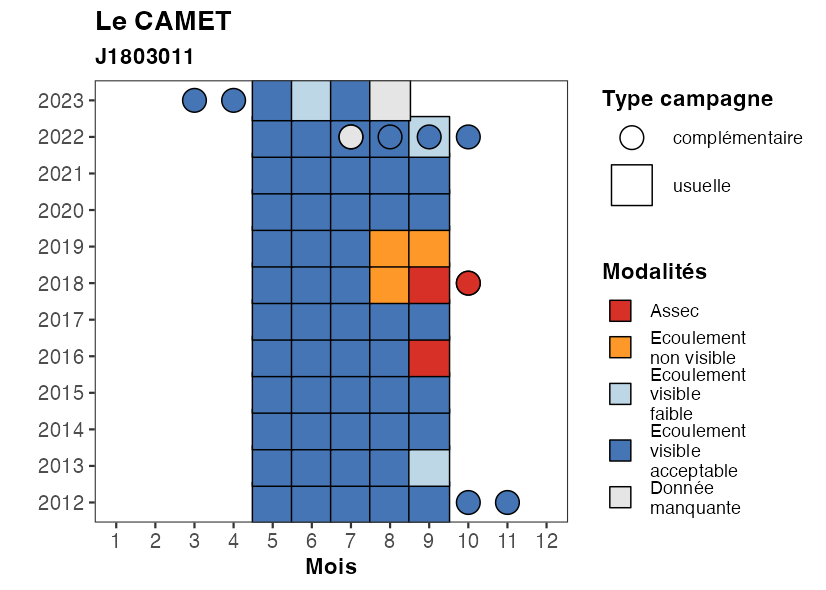 Le CAMET
J1803011
2023
2022
2021
2020
2019
2018
2017
2016
2015
2014
2013
2012
1 2 3 4 5 6 7 8 9 10 11 12
Mois
Type campagne
complémentaire
usuelle
Modalités
Assec
Ecoulement
non visible
Ecoulement
visible
faible
Ecoulement
visible
acceptable
Donnée
manquante